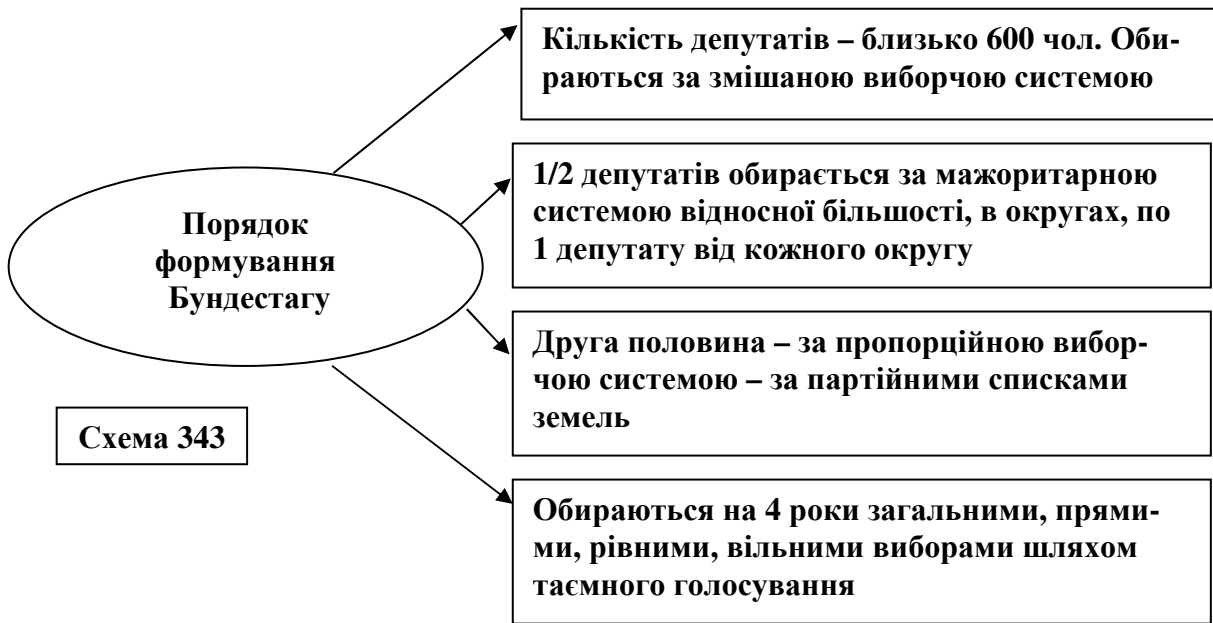 Кількість депутатів – близько 600 чол. Оби-
раються за змішаною виборчою системою
1/2 депутатів обирається за мажоритарною
системою відносної більшості, в округах, по
1 депутату від кожного округу
Порядок
формування
Бундестагу
Друга половина – за пропорційною вибор-
чою системою – за партійними списками
земель
Схема 343
Обираються на 4 роки загальними, прями-
ми, рівними, вільними виборами шляхом
таємного голосування